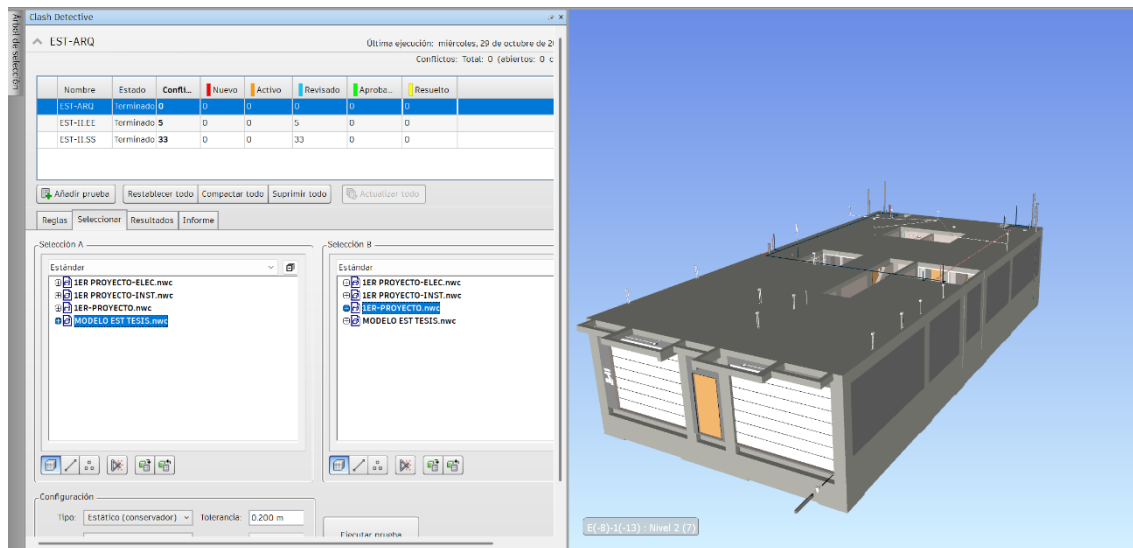 Árbol de selección
Clash Detective
EST-ARQ
Última ejecución: miércoles, 29 de octubre de 20
Conflictos: Total: 0 (abiertos: 0 c
Nombre Estado Confli... Nuevo Activo Revisado Aproba... Resuelto
EST-ARQ Terminado 0 0 0 0 0 0
EST-II.EE Terminado 5 0 0 5 0 0
EST-II.SS Terminado 33 0 0 33 0 0
Añadir prueba Restablecer todo Compactar todo Suprimir todo Actualizar todo
Reglas Seleccionar Resultados Informe
Selección A Selección B
Estándar Estándar
1ER PROYECTO-ELEC.nwc 1ER PROYECTO-ELEC.nwc
1ER PROYECTO-INST.nwc 1ER PROYECTO-INST.nwc
1ER-PROYECTO.nwc 1ER-PROYECTO.nwc
MODELO EST TESIS.nwc MODELO EST TESIS.nwc
Configuración
Tipo: Estático (conservador) Tolerancia: 0.200 m
Ejecutar prueba
E(-8)-1(-13) : Nivel 2 (7)